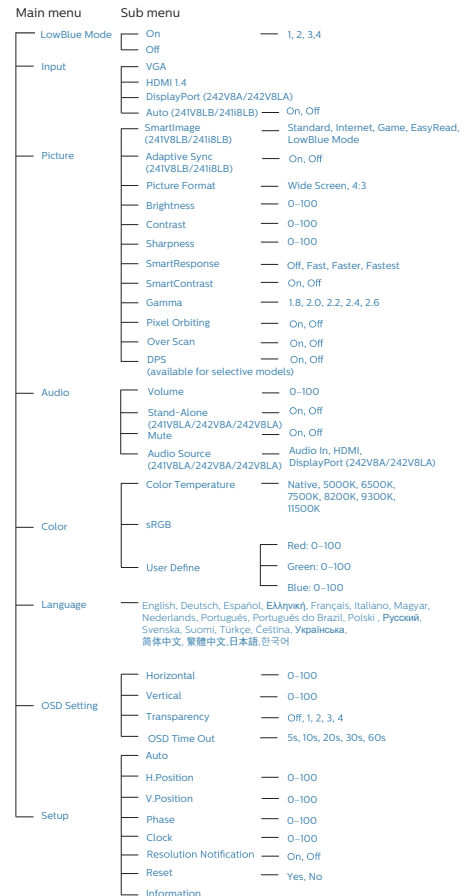 Main menu Sub menu
LowBlue Mode On 1, 2, 3,4
Off
Input VGA
HDMI 1.4
DisplayPort (242V8A/242V8LA)
Auto (241V8LB/241i8LB) On, Off
Picture SmartImage Standard, Internet, Game, EasyRead,
(241V8LB/241i8LB) LowBlue Mode
Adaptive Sync On, Off
(241V8LB/241i8LB)
Picture Format Wide Screen, 4:3
Brightness 0-100
Contrast 0-100
Sharpness 0-100
SmartResponse Off, Fast, Faster, Fastest
SmartContrast On, Off
Gamma 1.8, 2.0, 2.2, 2.4, 2.6
Pixel Orbiting On, Off
Over Scan On, Off
DPS On, Off
(available for selective models)
Audio Volume 0-100
Stand-Alone On, Off
(241V8LA/242V8A/242V8LA)
Mute On, Off
Audio Source Audio In, HDMI,
(241V8LA/242V8A/242V8LA) DisplayPort (242V8A/242V8LA)
Color Color Temperature Native, 5000K, 6500K,
7500K, 8200K, 9300K,
11500K
sRGB
User Define Red: 0-100
Green: 0-100
Blue: 0-100
Language English, Deutsch, Español, Ελληνική, Français, Italiano, Magyar,
Nederlands, Português, Português do Brazil, Polski , Русский,
Svenska, Suomi, Türkçe, Čeština, Українська,
简体中文, 繁體中文,日本語,한국어
OSD Setting Horizontal 0-100
Vertical 0-100
Transparency Off, 1, 2, 3, 4
OSD Time Out 5s, 10s, 20s, 30s, 60s
Setup Auto
H.Position 0-100
V.Position 0-100
Phase 0-100
Clock 0-100
Resolution Notification On, Off
Reset Yes, No
Information